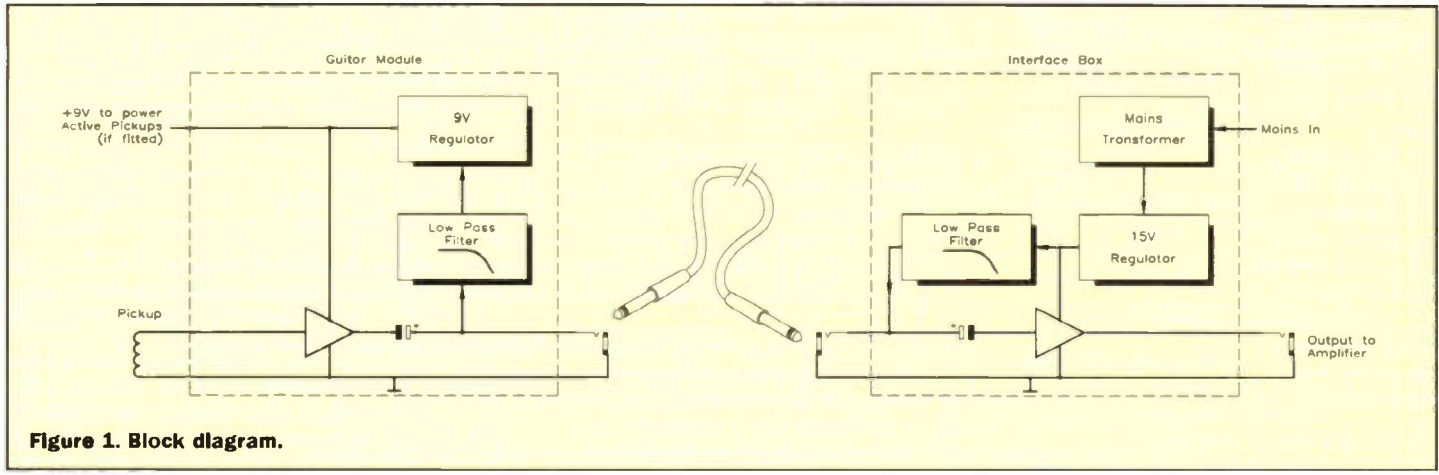 Guitar Module
+9V to power
Active Pickups
(if fitted)
9V
Regulator
Low Pass
Filter
Pickup
Interface Box
Mains
Transformer
Mains In
Low Pass
Filter
15V
Regulator
Output to
Amplifier
Figure 1. Block diagram.